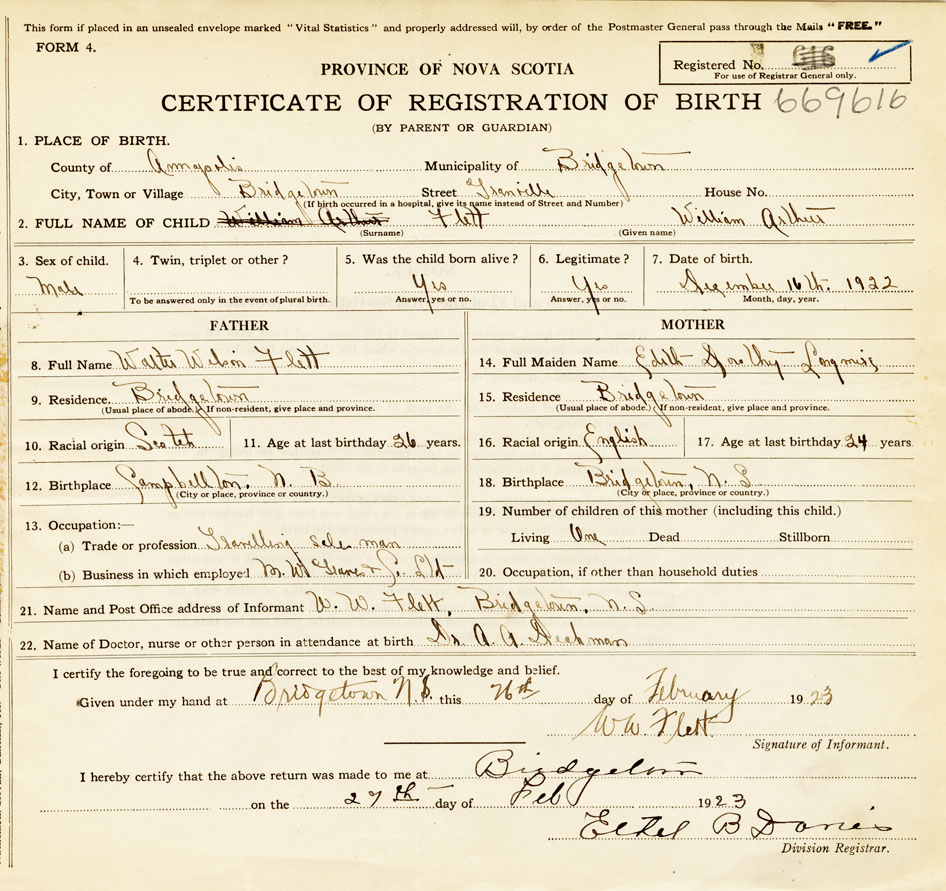 This form if placed in an unsealed envelope marked "Vital Statistics" and properly addressed will, by order of the Postmaster General pass through the Mails "FREE."
FORM 4.
Registered No. 616
For use of Registrar General only.
PROVINCE OF NOVA SCOTIA
CERTIFICATE OF REGISTRATION OF BIRTH 669616
(BY PARENT OR GUARDIAN)
1. PLACE OF BIRTH.
County of Annapolis Municipality of Bridgetown
City, Town or Village Bridgetown Street Granville House No.
(If birth occurred in a hospital, give its name instead of Street and Number)
2. FULL NAME OF CHILD William Arthur Flett William Arthur
(Surname) (Given name)
3. Sex of child. 4. Twin, triplet or other? 5. Was the child born alive? 6. Legitimate? 7. Date of birth.
Male Yes Yes December 16th. 1922
To be answered only in the event of plural birth. Answer, yes or no. Answer, yes or no. Month, day, year.
FATHER
8. Full Name Walter Wilson Flett
9. Residence. Bridgetown
(Usual place of abode.) If non-resident, give place and province.
10. Racial origin Scotch 11. Age at last birthday 26 years.
12. Birthplace Campbellton, N. B.
(City or place, province or country.)
13. Occupation:—
(a) Trade or profession Travelling sales man
(b) Business in which employed M. W. Graves & Co. Ltd
MOTHER
14. Full Maiden Name Edith Dorothy Longmire
15. Residence Bridgetown
(Usual place of abode.) If non-resident, give place and province.
16. Racial origin English 17. Age at last birthday 24 years
18. Birthplace Bridgetown, N. S.
(City or place, province or country.)
19. Number of children of this mother (including this child.)
Living One Dead Stillborn
20. Occupation, if other than household duties
21. Name and Post Office address of Informant W. W. Flett, Bridgetown, N. S.
22. Name of Doctor, nurse or other person in attendance at birth Dr. A. A. Dechman
I certify the foregoing to be true and correct to the best of my knowledge and belief.
Given under my hand at Bridgetown N.S. this 26th day of February 1923
W. W. Flett.
Signature of Informant.
I hereby certify that the above return was made to me at Bridgetown
on the 27th day of Feb 1923
Ethel B Davies
Division Registrar.